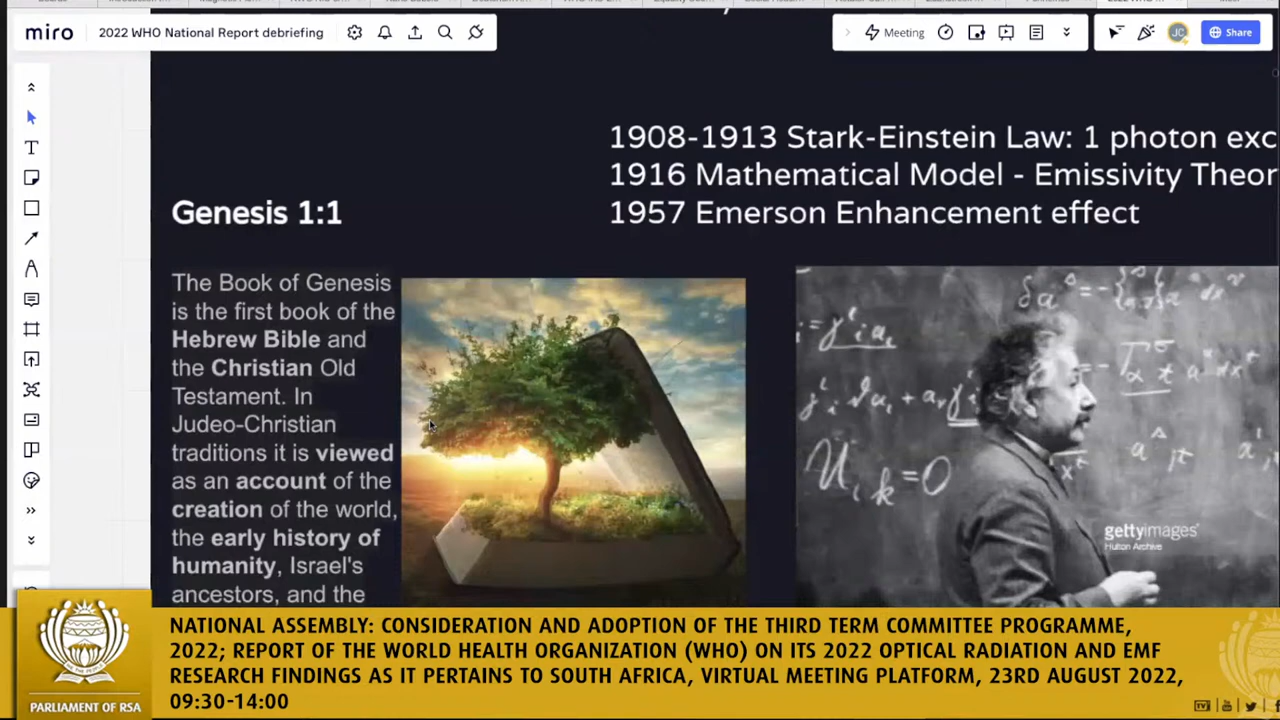 miro
2022 WHO National Report debriefing
Meeting
JC
Share
1908-1913 Stark-Einstein Law: 1 photon exc
1916 Mathematical Model - Emissivity Theor
1957 Emerson Enhancement effect
Genesis 1:1
The Book of Genesis
is the first book of the
Hebrew Bible and
the Christian Old
Testament. In
Judeo-Christian
traditions it is viewed
as an account of the
creation of the world,
the early history of
humanity, Israel's
ancestors, and the
gettyimages
Hulton Archive
NATIONAL ASSEMBLY: CONSIDERATION AND ADOPTION OF THE THIRD TERM COMMITTEE PROGRAMME,
2022; REPORT OF THE WORLD HEALTH ORGANIZATION (WHO) ON ITS 2022 OPTICAL RADIATION AND EMF
RESEARCH FINDINGS AS IT PERTAINS TO SOUTH AFRICA, VIRTUAL MEETING PLATFORM, 23RD AUGUST 2022,
09:30-14:00
PARLIAMENT OF RSA